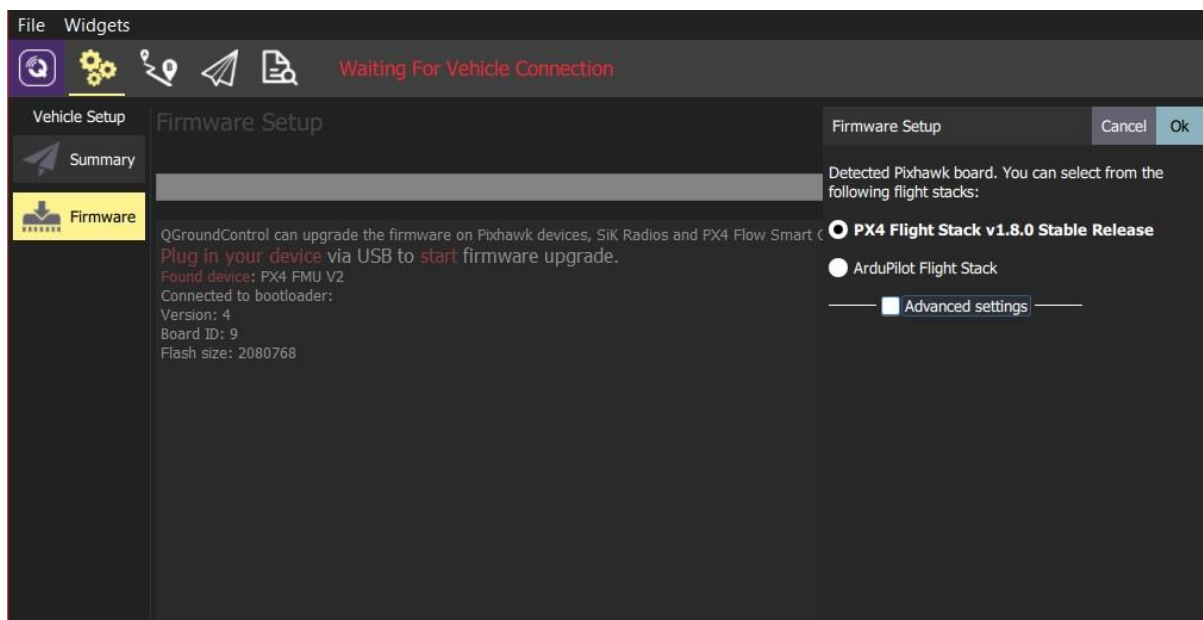 File Widgets
Waiting For Vehicle Connection
Vehicle Setup
Summary
Firmware
Firmware Setup
QGroundControl can upgrade the firmware on Pixhawk devices, SiK Radios and PX4 Flow Smart
Plug in your device via USB to start firmware upgrade.
Found device: PX4 FMU V2
Connected to bootloader:
Version: 4
Board ID: 9
Flash size: 2080768
Firmware Setup Cancel Ok
Detected Pixhawk board. You can select from the
following flight stacks:
PX4 Flight Stack v1.8.0 Stable Release
ArduPilot Flight Stack
Advanced settings